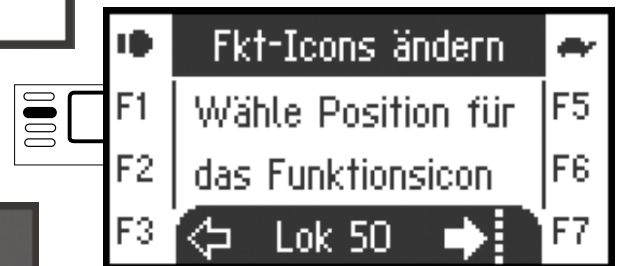 Fkt-Icons ändern
F1 Wähle Position für F5
F2 das Funktionsicon F6
F3 Lok 50 F7